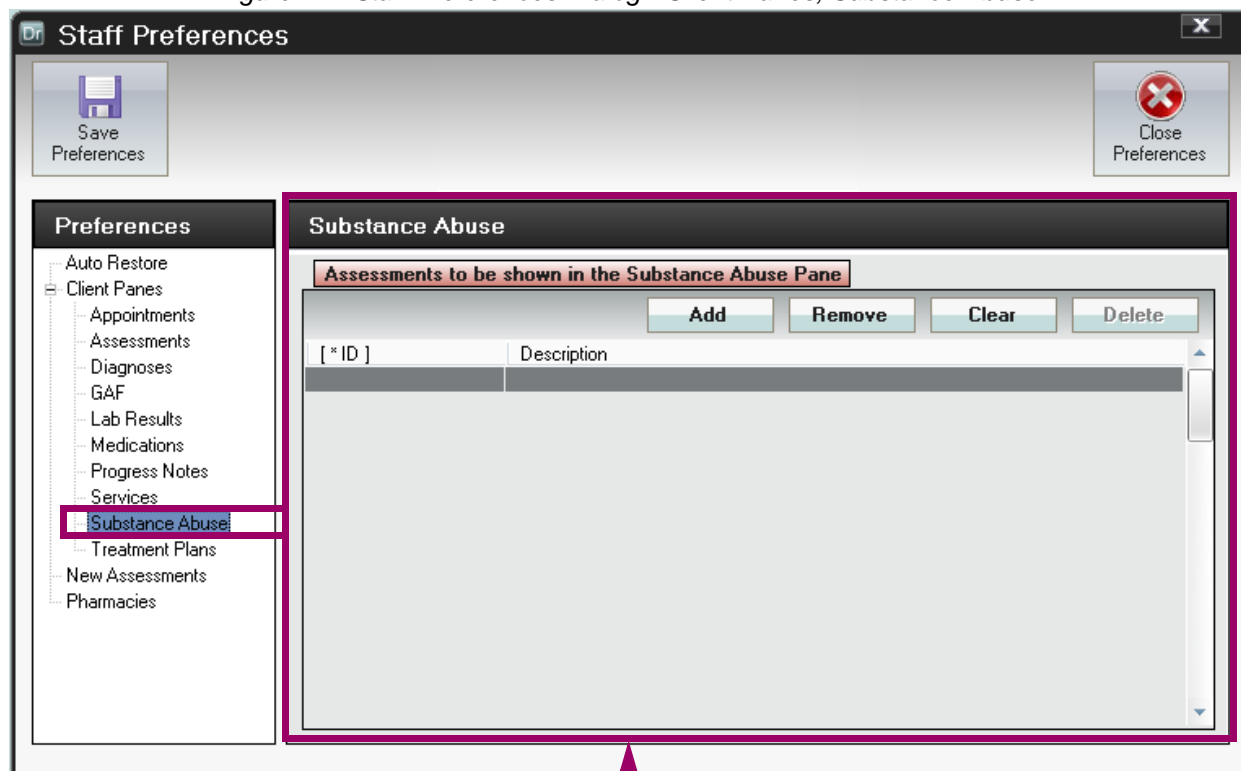 Dr Staff Preferences
X
Save
Preferences
Close
Preferences
Preferences
Auto Restore
Client Panes
Appointments
Assessments
Diagnoses
GAF
Lab Results
Medications
Progress Notes
Services
Substance Abuse
Treatment Plans
New Assessments
Pharmacies
Substance Abuse
Assessments to be shown in the Substance Abuse Pane
Add Remove Clear Delete
[ * ID ] Description